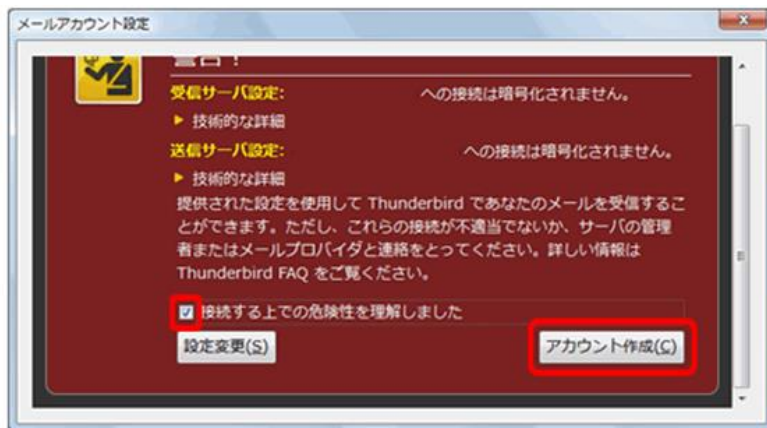 メールアカウント設定
警告!
受信サーバ設定: への接続は暗号化されません。
技術的な詳細
送信サーバ設定: への接続は暗号化されません。
技術的な詳細
提供された設定を使用して Thunderbird であなたのメールを受信するこ
とができます。ただし、これらの接続が不適当でないか、サーバの管理
者またはメールプロバイダと連絡をとってください。詳しい情報は
Thunderbird FAQ をご覧ください。
接続する上での危険性を理解しました
設定変更(S) アカウント作成(C)